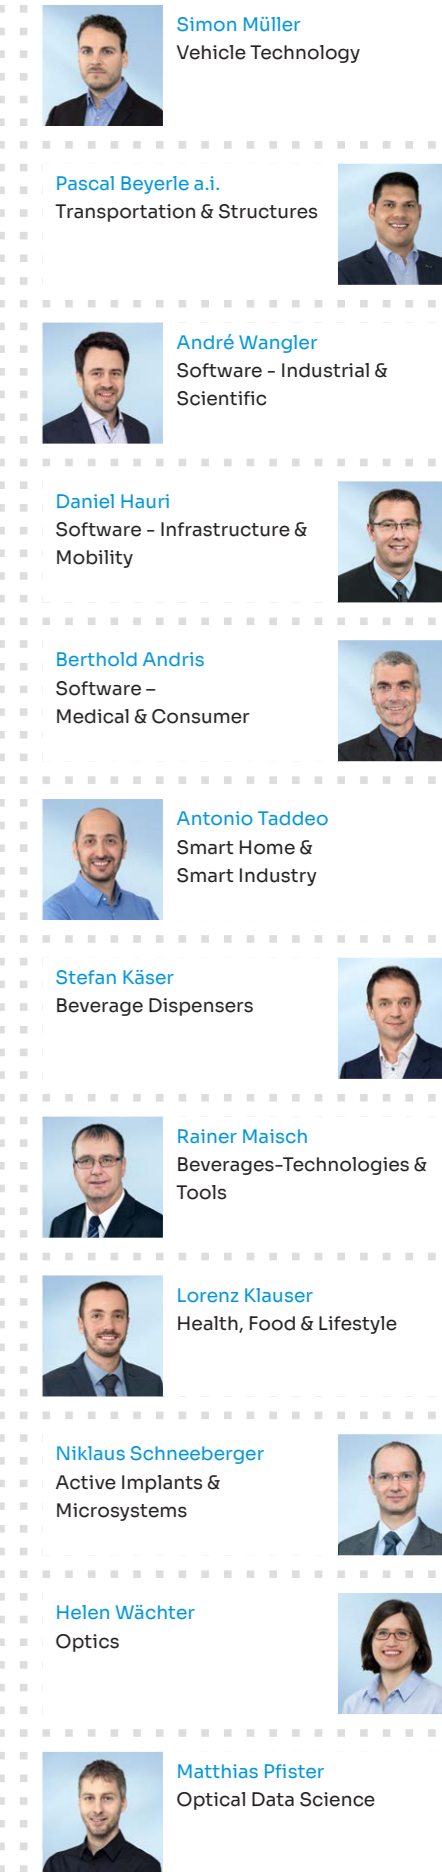 Simon Müller
Vehicle Technology
Pascal Beyerle a.i.
Transportation & Structures
André Wangler
Software - Industrial &
Scientific
Daniel Hauri
Software - Infrastructure &
Mobility
Berthold Andris
Software –
Medical & Consumer
Antonio Taddeo
Smart Home &
Smart Industry
Stefan Käser
Beverage Dispensers
Rainer Maisch
Beverages-Technologies &
Tools
Lorenz Klauser
Health, Food & Lifestyle
Niklaus Schneeberger
Active Implants &
Microsystems
Helen Wächter
Optics
Matthias Pfister
Optical Data Science